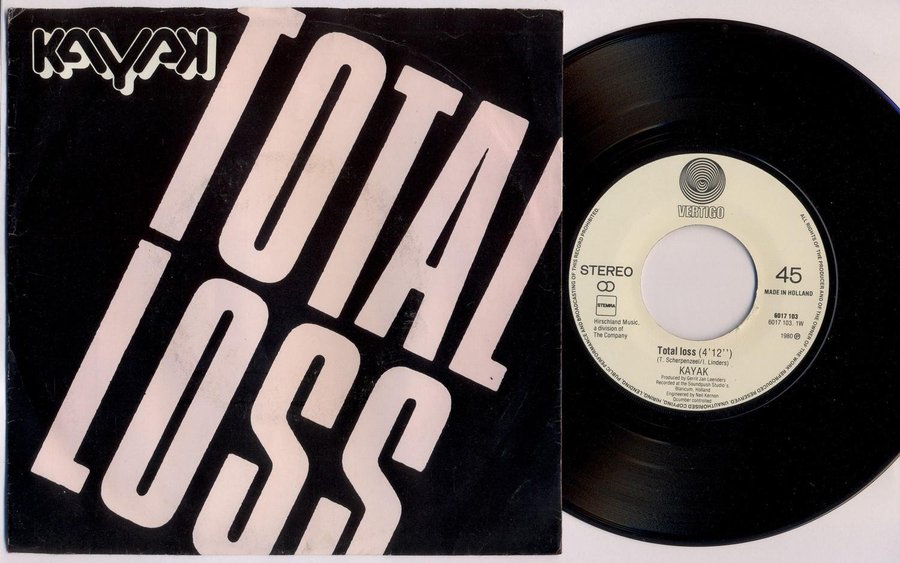 KAYAK
TOTAL
LOSS
VERTIGO
STEREO
45
MADE IN HOLLAND
STEMRA
6017 103
6017 103. 1W
Hirschland Music,
a division of
The Company
1980 ℗
Total loss (4'12'')
(T. Scherpenzeel/I. Linders)
KAYAK
Produced by Gerrit Jan Leenders
Recorded at the Soundpush Studio's
Blaricum, Holland
Engineered by Neil Kernon
Qcumber controlled
ALL RIGHTS OF THE PRODUCER AND OF THE OWNER OF THE WORK REPRODUCED RESERVED. UNAUTHORISED COPYING, HIRING, LENDING, PUBLIC PERFORMANCE AND BROADCASTING OF THIS RECORD PROHIBITED.